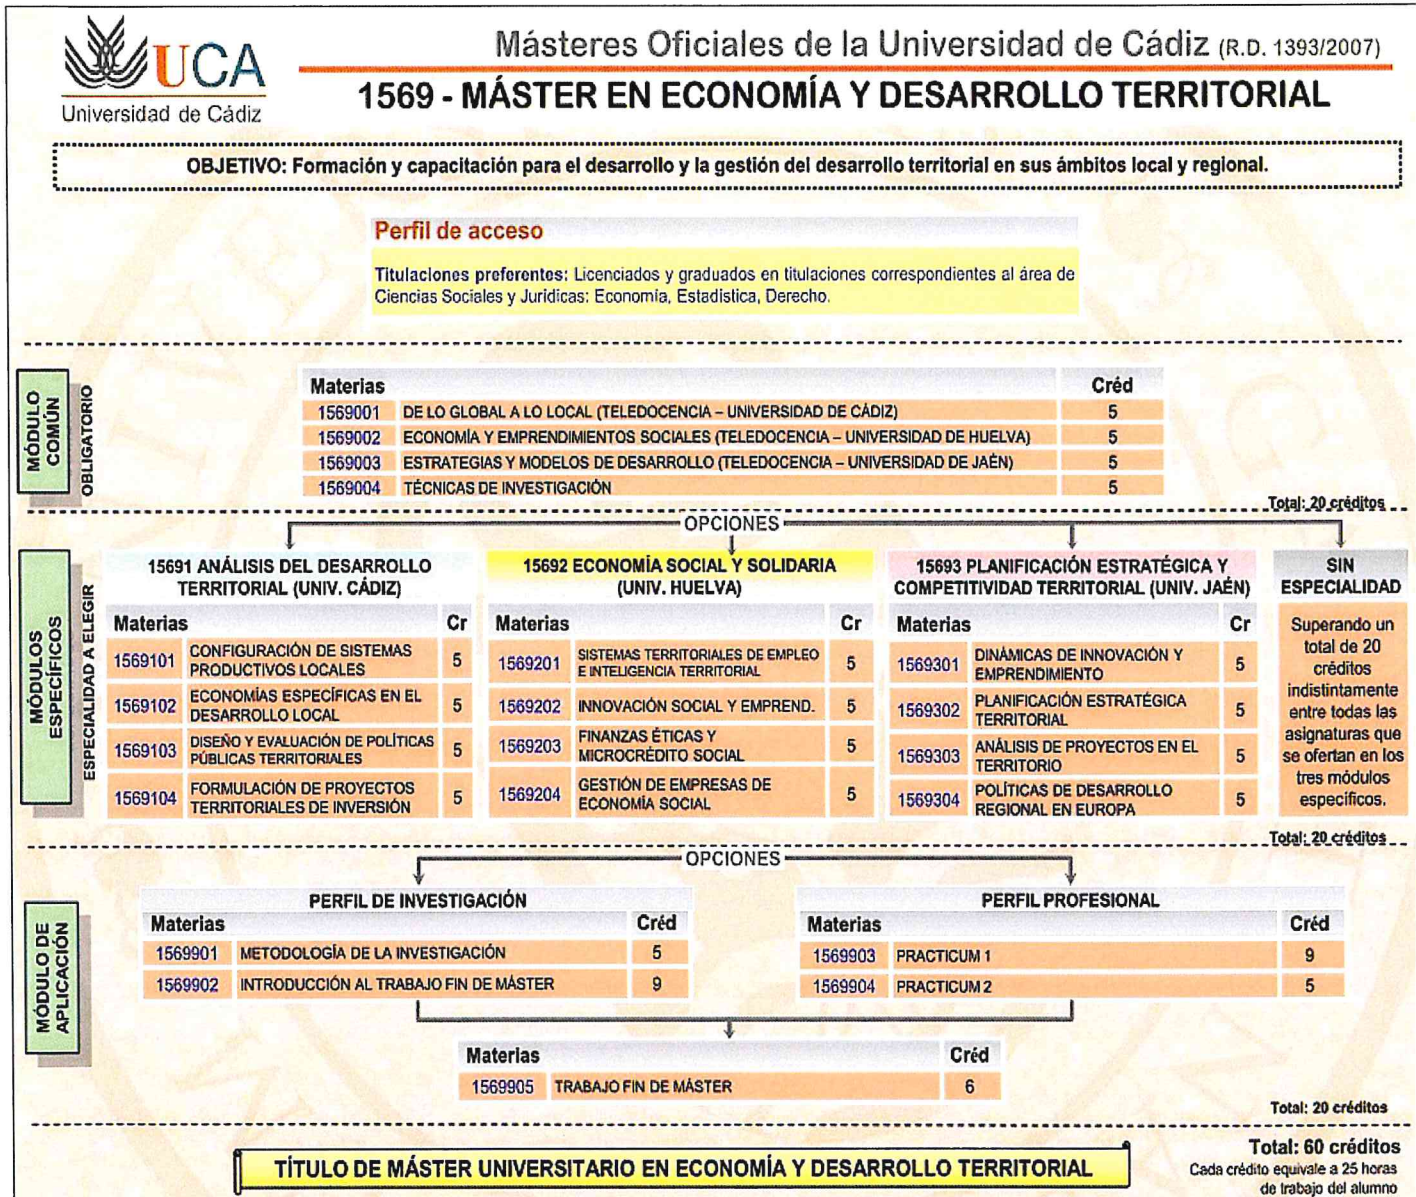 UCA
Universidad de Cádiz
Másteres Oficiales de la Universidad de Cádiz (R.D. 1393/2007)
1569 - MÁSTER EN ECONOMÍA Y DESARROLLO TERRITORIAL
OBJETIVO: Formación y capacitación para el desarrollo y la gestión del desarrollo territorial en sus ámbitos local y regional.
Perfil de acceso
Titulaciones preferentes: Licenciados y graduados en titulaciones correspondientes al área de
Ciencias Sociales y Jurídicas: Economía, Estadística, Derecho.
MÓDULO
COMÚN
OBLIGATORIO
Materias Créd
1569001 DE LO GLOBAL A LO LOCAL (TELEDOCENCIA – UNIVERSIDAD DE CÁDIZ) 5
1569002 ECONOMÍA Y EMPRENDIMIENTOS SOCIALES (TELEDOCENCIA – UNIVERSIDAD DE HUELVA) 5
1569003 ESTRATEGIAS Y MODELOS DE DESARROLLO (TELEDOCENCIA – UNIVERSIDAD DE JAÉN) 5
1569004 TÉCNICAS DE INVESTIGACIÓN 5
Total: 20 créditos
OPCIONES
MÓDULOS
ESPECÍFICOS
ESPECIALIDAD A ELEGIR
15691 ANÁLISIS DEL DESARROLLO
TERRITORIAL (UNIV. CÁDIZ)
Materias Cr
1569101 CONFIGURACIÓN DE SISTEMAS
PRODUCTIVOS LOCALES 5
1569102 ECONOMÍAS ESPECÍFICAS EN EL
DESARROLLO LOCAL 5
1569103 DISEÑO Y EVALUACIÓN DE POLÍTICAS
PÚBLICAS TERRITORIALES 5
1569104 FORMULACIÓN DE PROYECTOS
TERRITORIALES DE INVERSIÓN 5
15692 ECONOMÍA SOCIAL Y SOLIDARIA
(UNIV. HUELVA)
Materias Cr
1569201 SISTEMAS TERRITORIALES DE EMPLEO
E INTELIGENCIA TERRITORIAL 5
1569202 INNOVACIÓN SOCIAL Y EMPREND. 5
1569203 FINANZAS ÉTICAS Y
MICROCRÉDITO SOCIAL 5
1569204 GESTIÓN DE EMPRESAS DE
ECONOMÍA SOCIAL 5
15693 PLANIFICACIÓN ESTRATÉGICA Y
COMPETITIVIDAD TERRITORIAL (UNIV. JAÉN)
Materias Cr
1569301 DINÁMICAS DE INNOVACIÓN Y
EMPRENDIMIENTO 5
1569302 PLANIFICACIÓN ESTRATÉGICA
TERRITORIAL 5
1569303 ANÁLISIS DE PROYECTOS EN EL
TERRITORIO 5
1569304 POLÍTICAS DE DESARROLLO
REGIONAL EN EUROPA 5
SIN
ESPECIALIDAD
Superando un
total de 20
créditos
indistintamente
entre todas las
asignaturas que
se ofertan en los
tres módulos
específicos.
Total: 20 créditos
OPCIONES
MÓDULO DE
APLICACIÓN
PERFIL DE INVESTIGACIÓN
Materias Créd
1569901 METODOLOGÍA DE LA INVESTIGACIÓN 5
1569902 INTRODUCCIÓN AL TRABAJO FIN DE MÁSTER 9
PERFIL PROFESIONAL
Materias Créd
1569903 PRACTICUM 1 9
1569904 PRACTICUM 2 5
Materias Créd
1569905 TRABAJO FIN DE MÁSTER 6
Total: 20 créditos
TÍTULO DE MÁSTER UNIVERSITARIO EN ECONOMÍA Y DESARROLLO TERRITORIAL
Total: 60 créditos
Cada crédito equivale a 25 horas
de trabajo del alumno